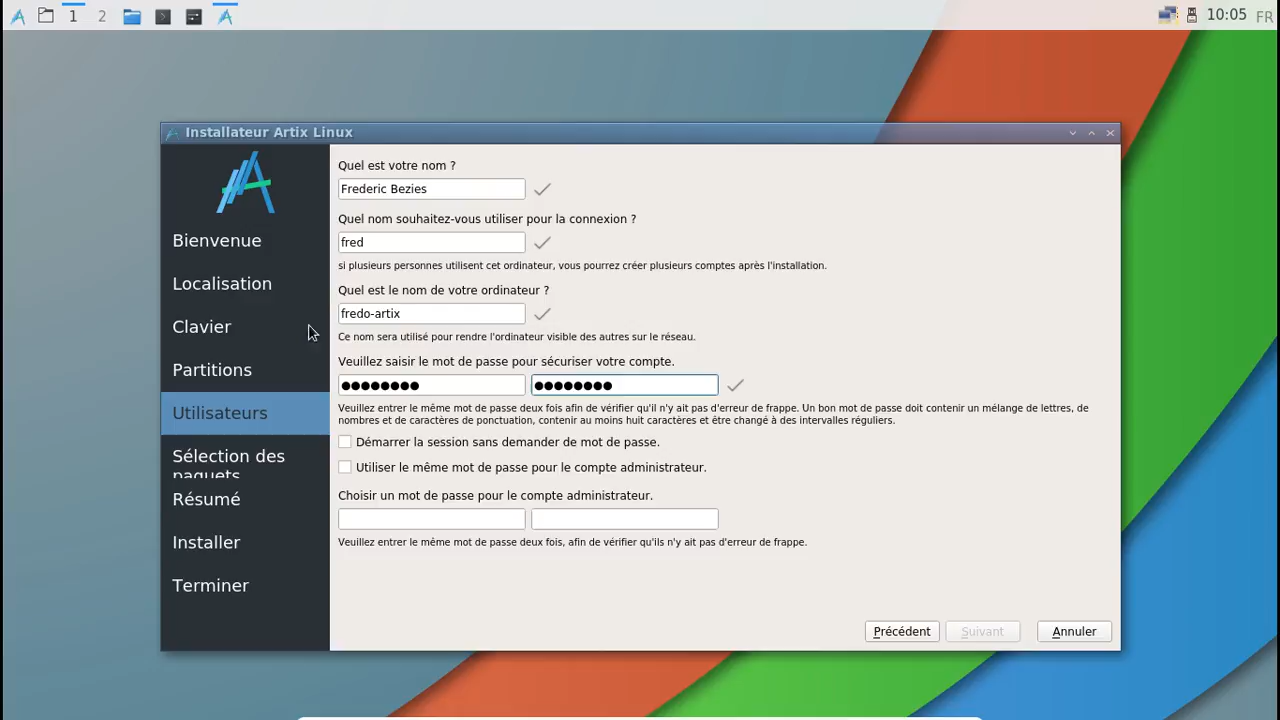 1
2
10:05
FR
Installateur Artix Linux
Bienvenue
Localisation
Clavier
Partitions
Utilisateurs
Sélection des
paquets
Résumé
Installer
Terminer
Quel est votre nom ?
Frederic Bezies
Quel nom souhaitez-vous utiliser pour la connexion ?
fred
si plusieurs personnes utilisent cet ordinateur, vous pourrez créer plusieurs comptes après l'installation.
Quel est le nom de votre ordinateur ?
fredo-artix
Ce nom sera utilisé pour rendre l'ordinateur visible des autres sur le réseau.
Veuillez saisir le mot de passe pour sécuriser votre compte.
●●●●●●●● ●●●●●●●●
Veuillez entrer le même mot de passe deux fois afin de vérifier qu'il n'y ait pas d'erreur de frappe. Un bon mot de passe doit contenir un mélange de lettres, de
nombres et de caractères de ponctuation, contenir au moins huit caractères et être changé à des intervalles réguliers.
Démarrer la session sans demander de mot de passe.
Utiliser le même mot de passe pour le compte administrateur.
Choisir un mot de passe pour le compte administrateur.
Veuillez entrer le même mot de passe deux fois, afin de vérifier qu'ils n'y ait pas d'erreur de frappe.
Précédent
Suivant
Annuler